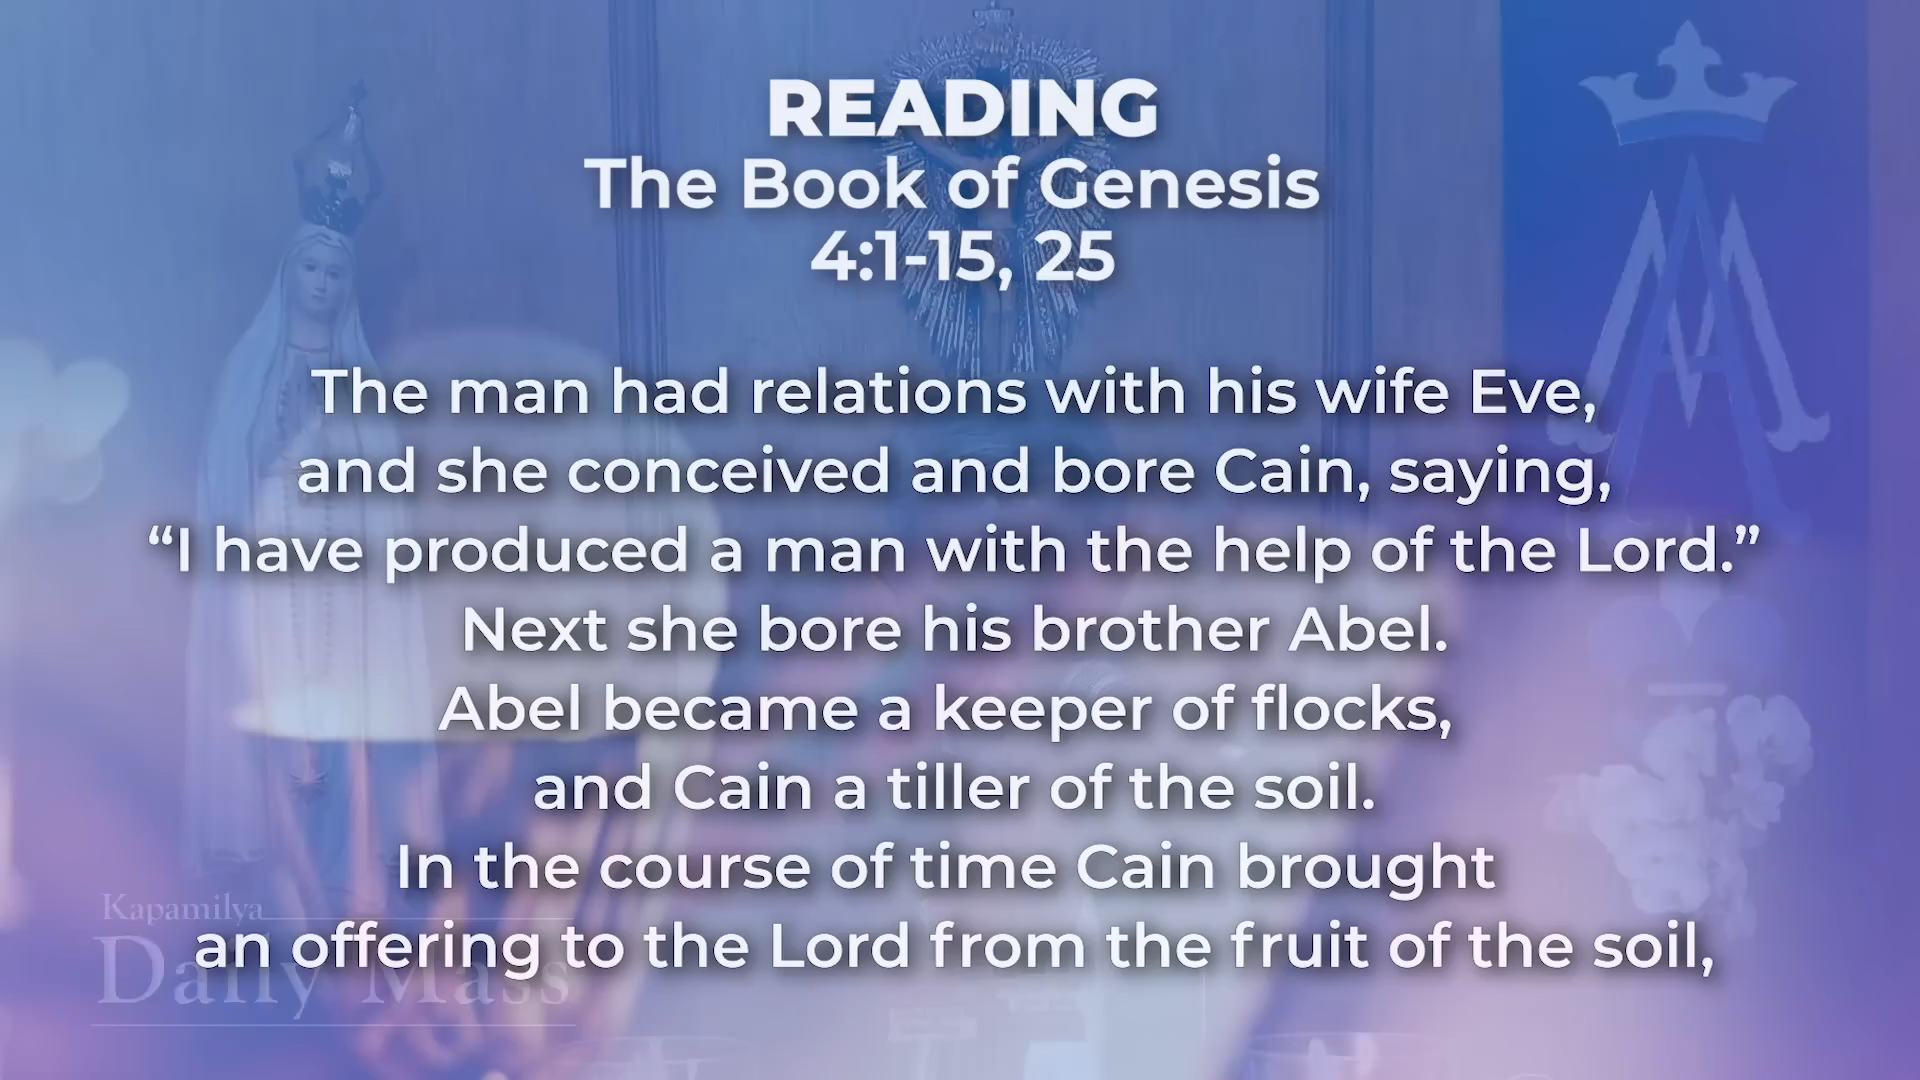 READING
The Book of Genesis
4:1-15, 25
The man had relations with his wife Eve,
and she conceived and bore Cain, saying,
“I have produced a man with the help of the Lord.”
Next she bore his brother Abel.
Abel became a keeper of flocks,
and Cain a tiller of the soil.
In the course of time Cain brought
an offering to the Lord from the fruit of the soil,
Kapamilya
Daily Mass